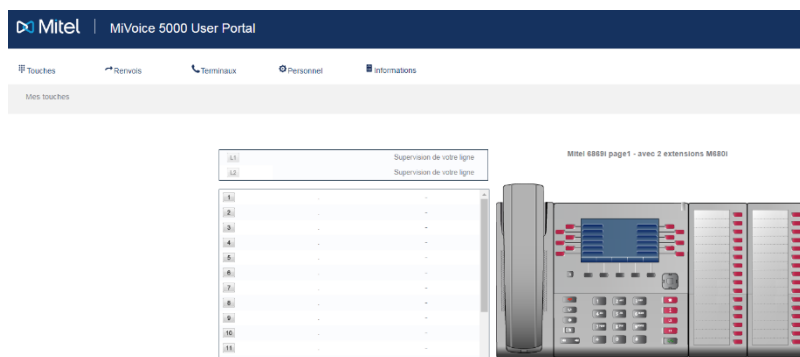 Mitel | MiVoice 5000 User Portal
Touches Renvois Terminaux Personnel Informations
Mes touches
L1 Supervision de votre ligne
L2 Supervision de votre ligne
Mitel 6869i page1 - avec 2 extensions M680i
1 - -
2 - -
3 - -
4 - -
5 - -
6 - -
7 - -
8 - -
9 - -
10 - -
11 - -